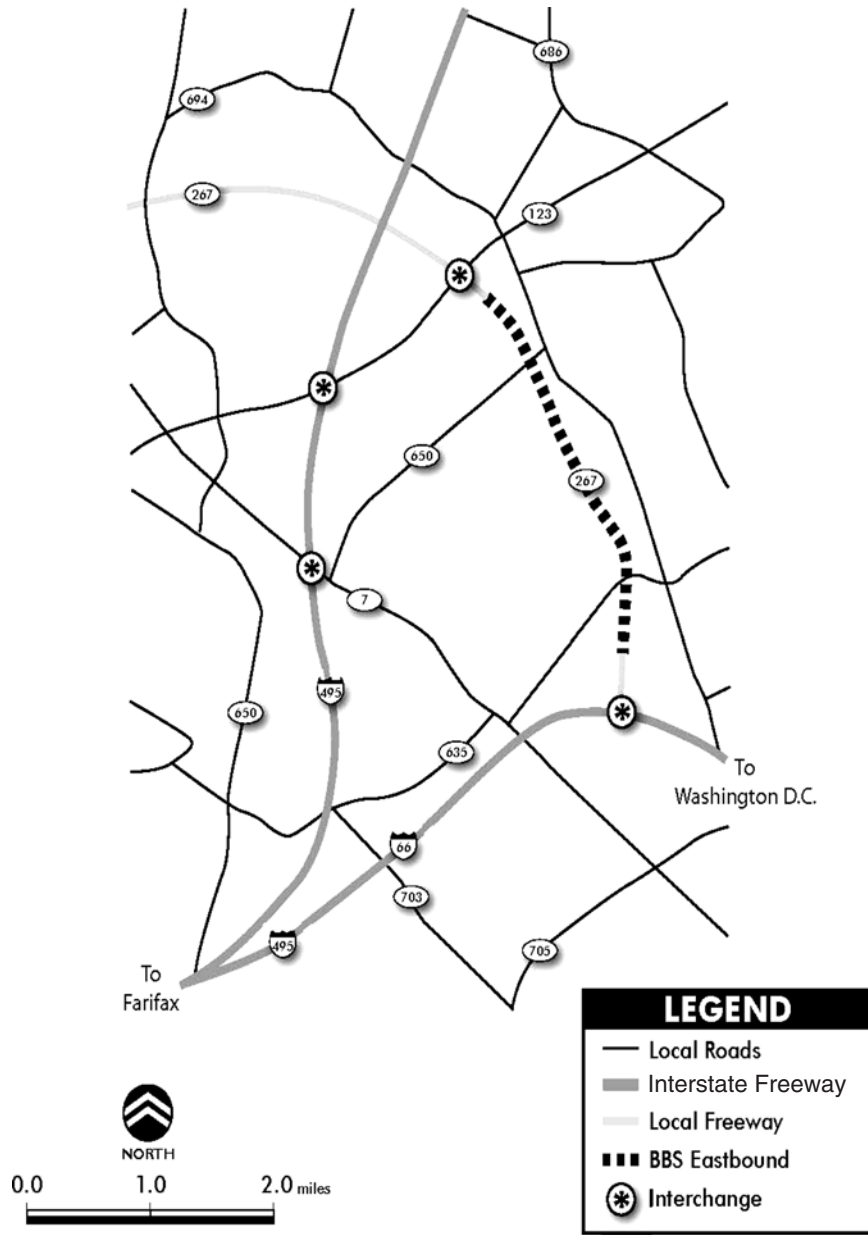 686
694
267
123
650
267
7
495
650
635
To
Washington D.C.
66
703
495
705
To
Farifax
LEGEND
Local Roads
Interstate Freeway
Local Freeway
BBS Eastbound
Interchange
NORTH
0.0 1.0 2.0 miles